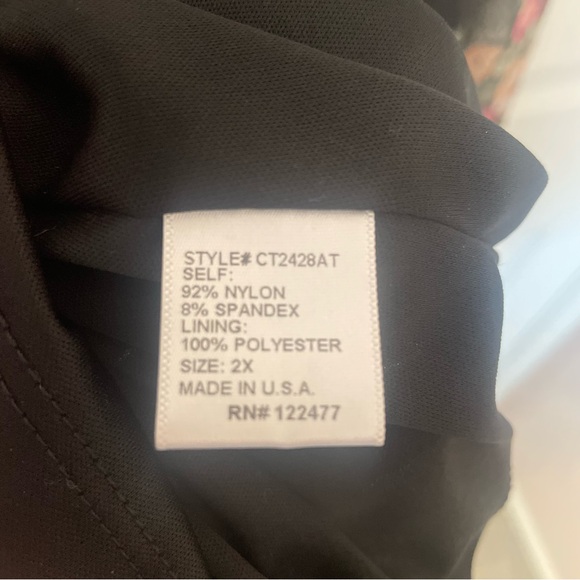 STYLE# CT2428AT
SELF:
92% NYLON
8% SPANDEX
LINING:
100% POLYESTER
SIZE: 2X
MADE IN U.S.A.
RN# 122477